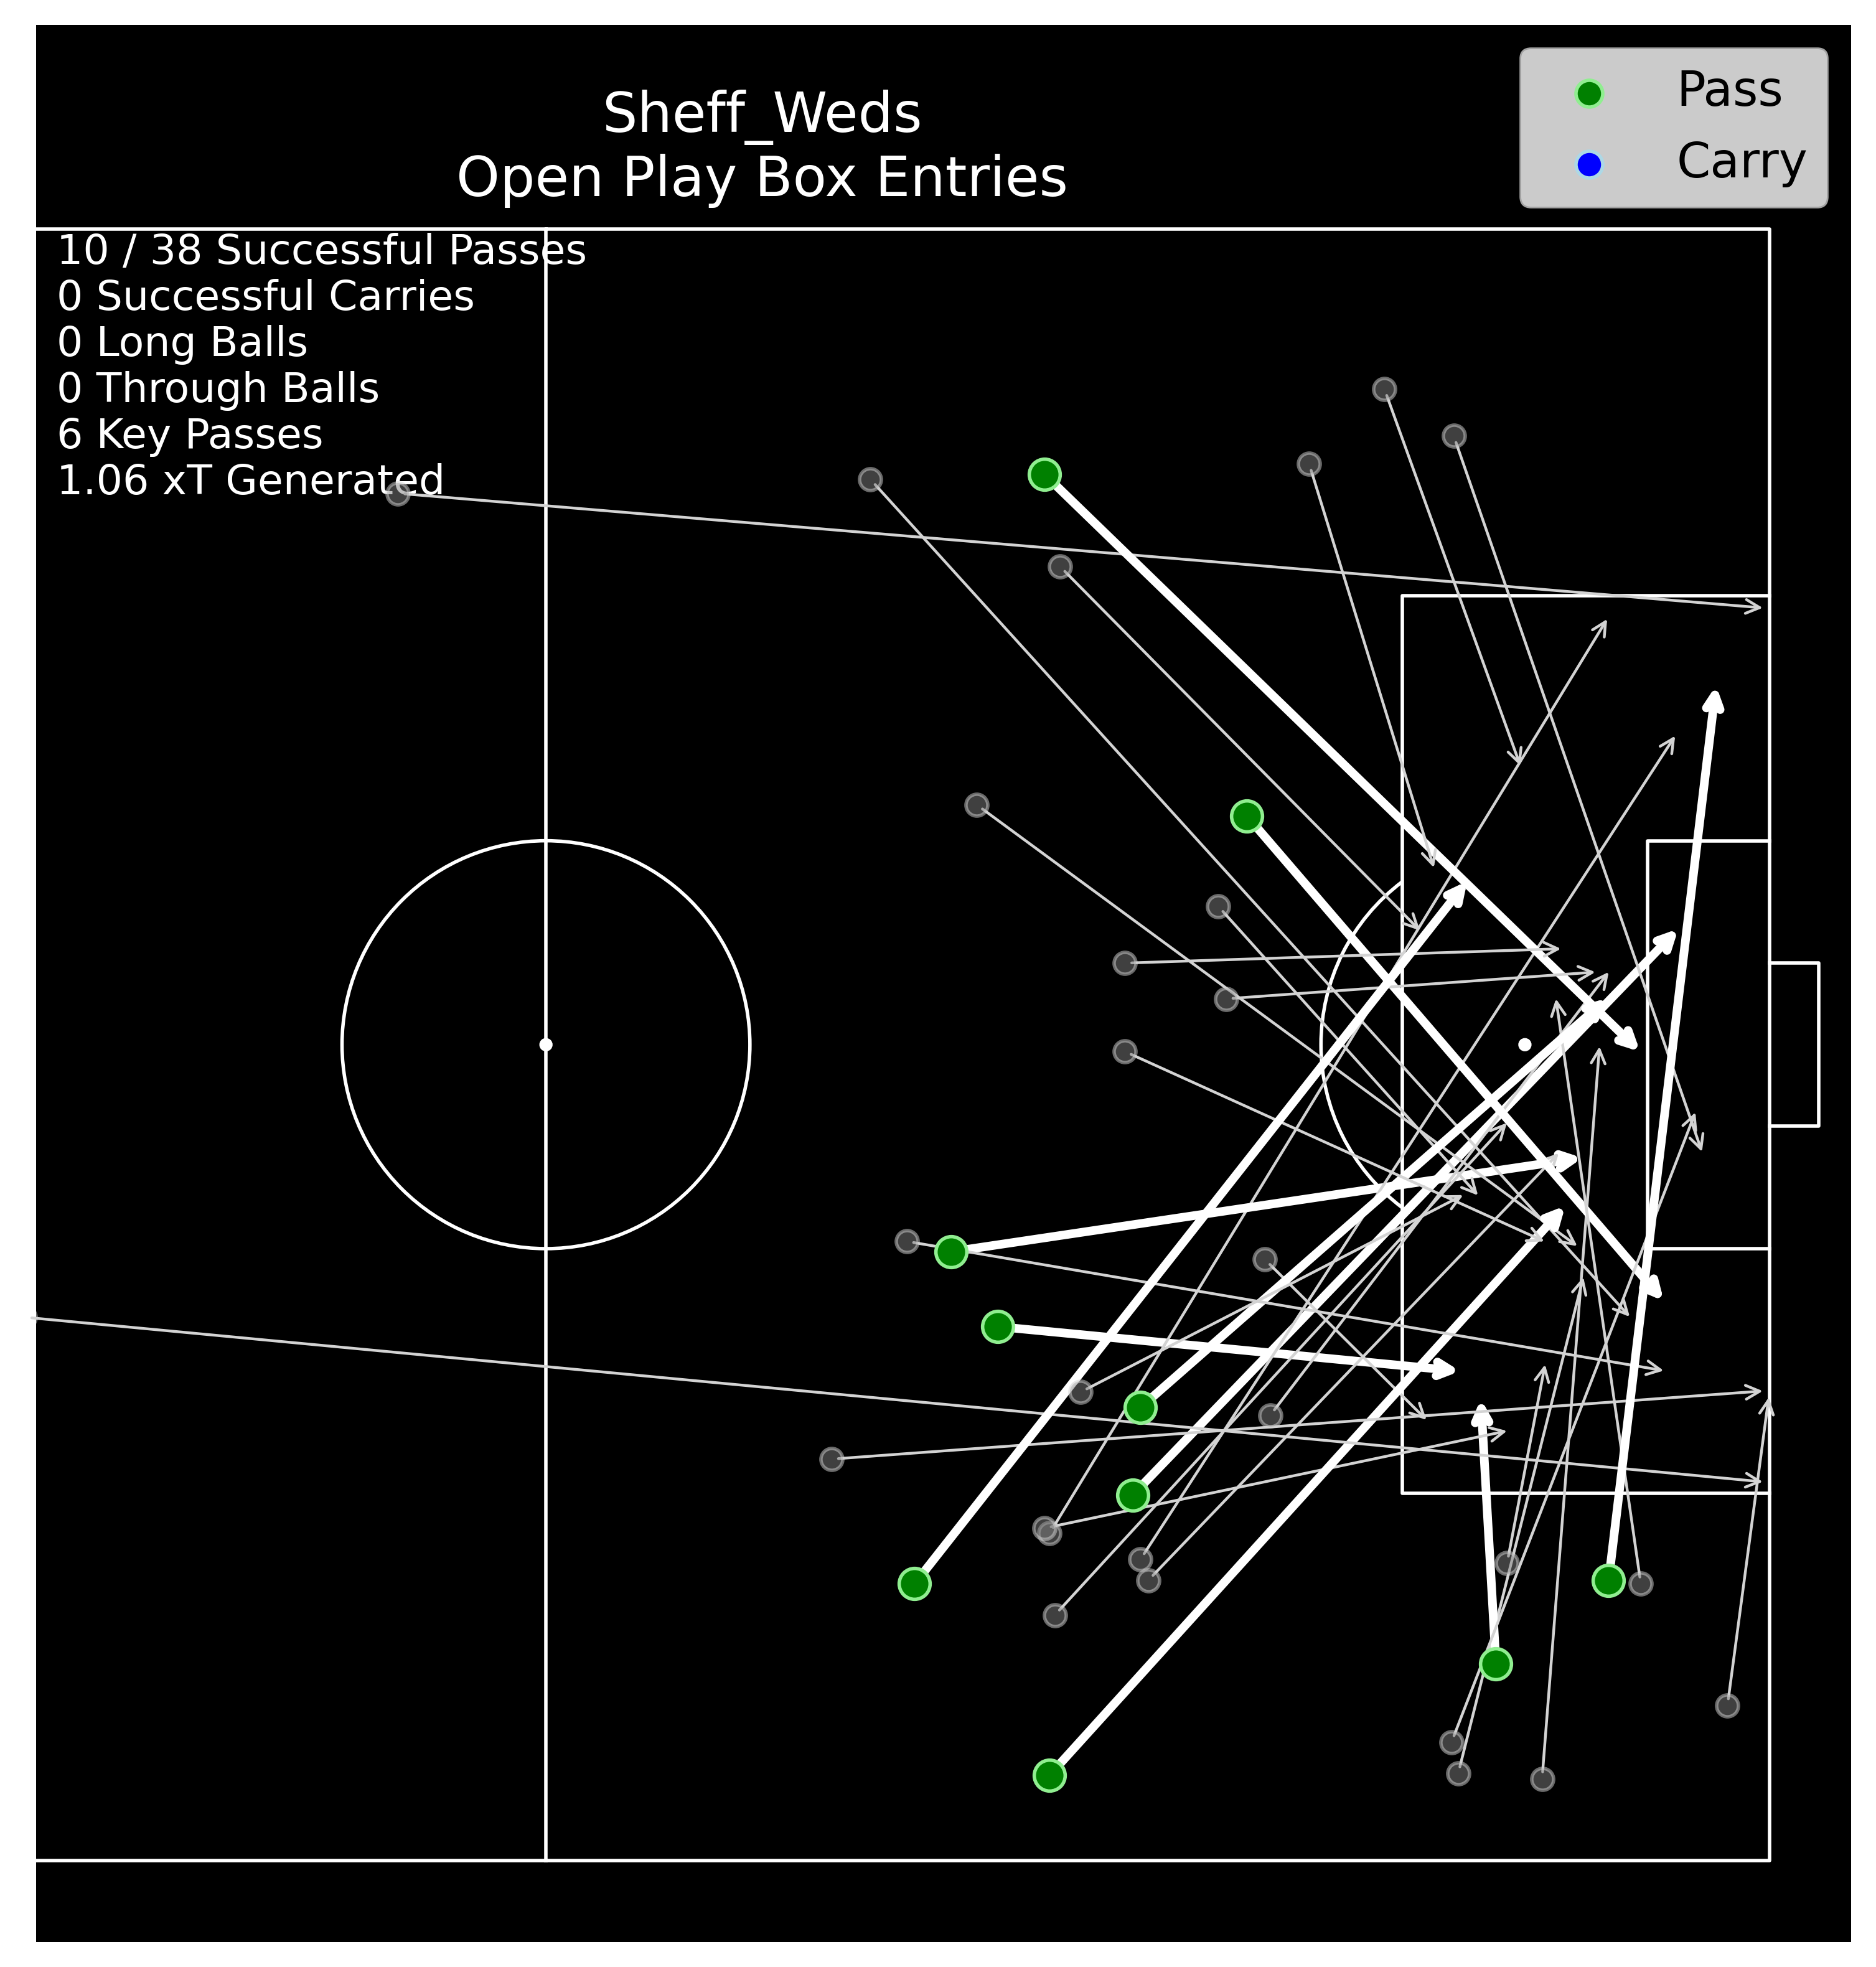 Sheff_Weds
Open Play Box Entries
Pass
Carry
10 / 38 Successful Passes
0 Successful Carries
0 Long Balls
0 Through Balls
6 Key Passes
1.06 xT Generated